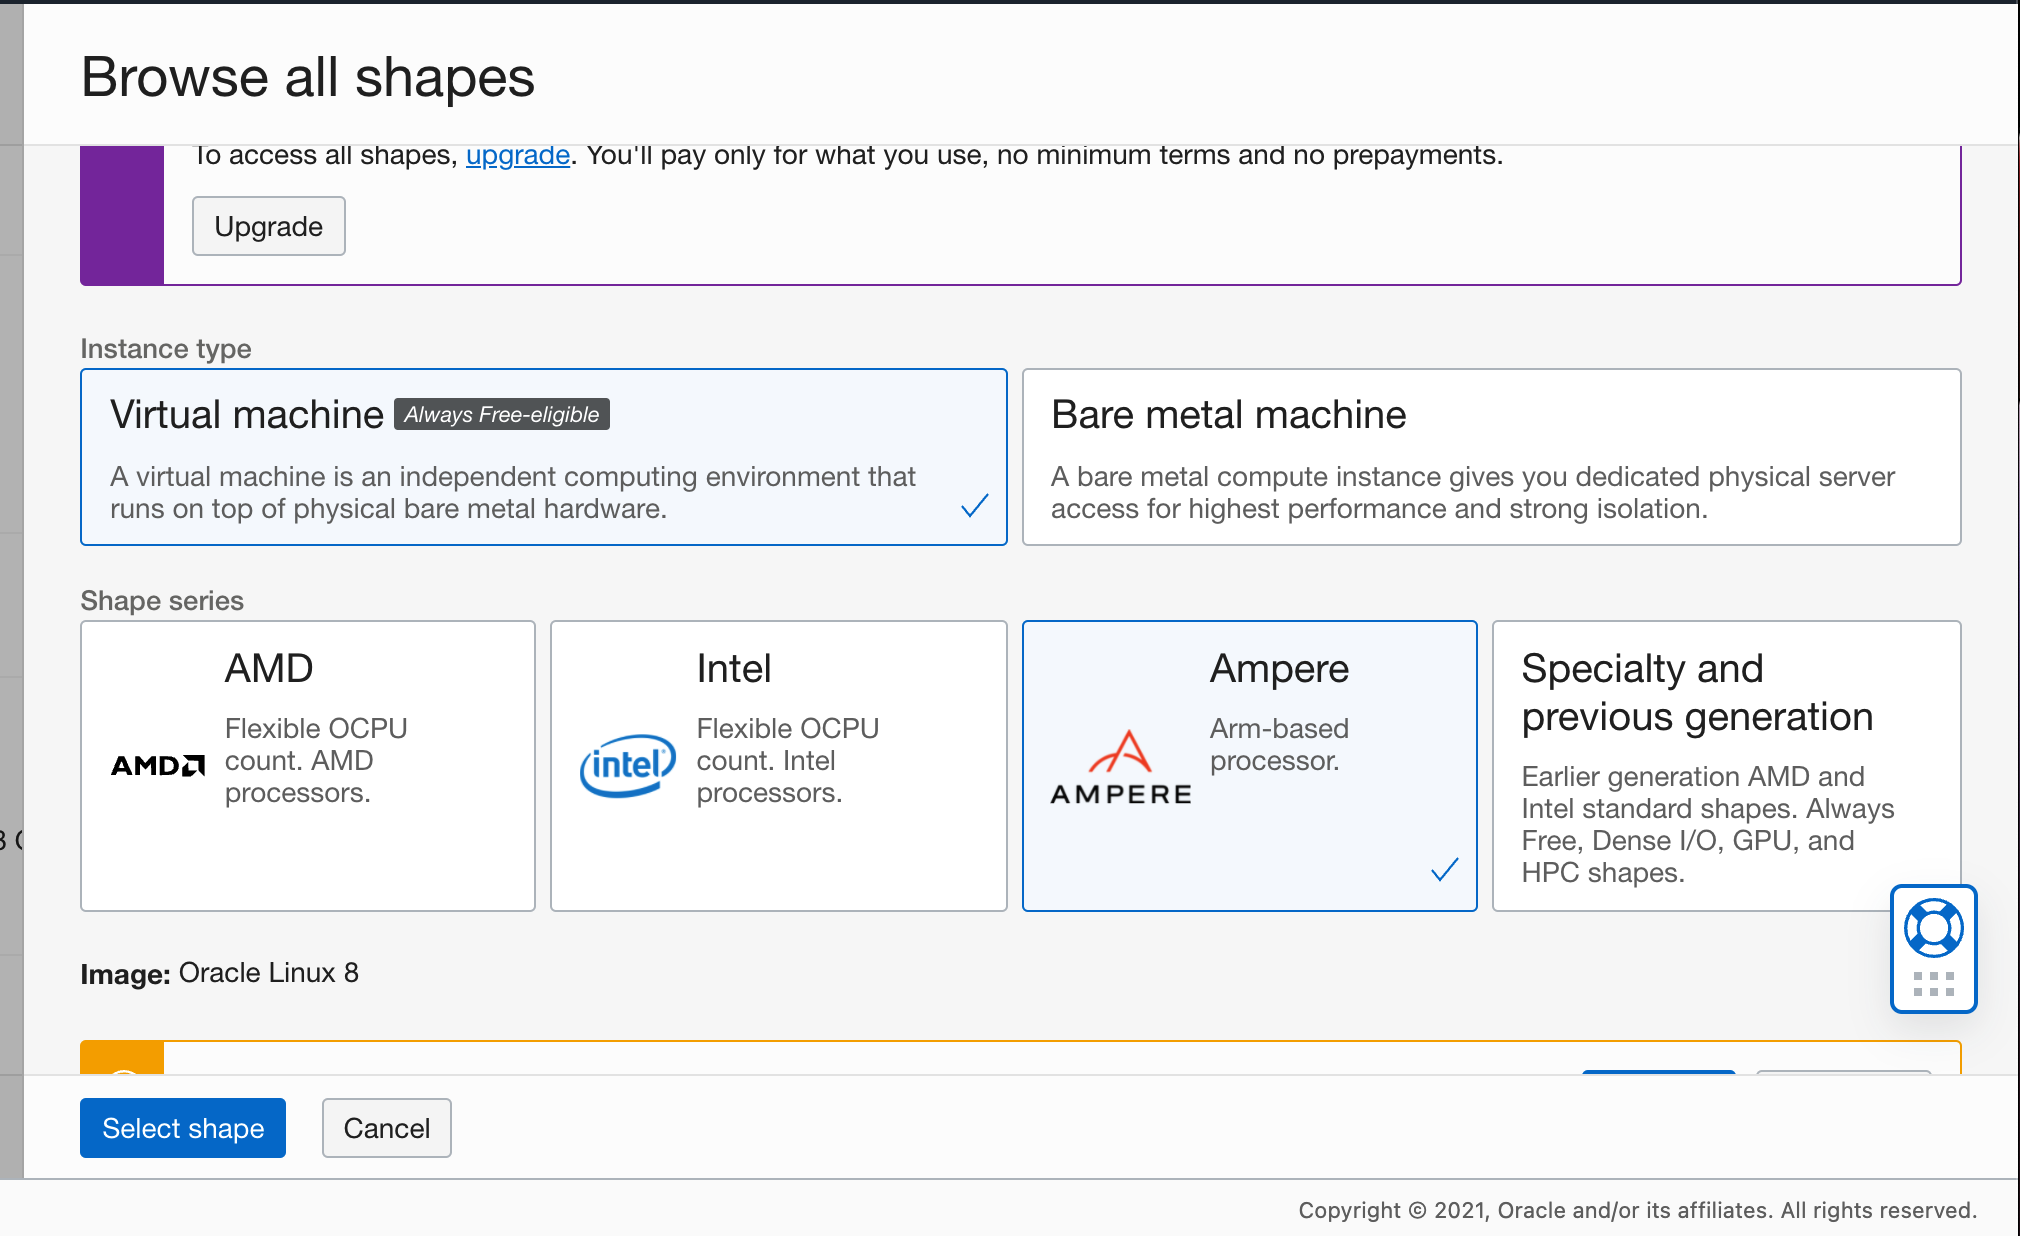 Browse all shapes
To access all shapes, upgrade. You'll pay only for what you use, no minimum terms and no prepayments.
Upgrade
Instance type
Virtual machine Always Free-eligible
A virtual machine is an independent computing environment that
runs on top of physical bare metal hardware.
Bare metal machine
A bare metal compute instance gives you dedicated physical server
access for highest performance and strong isolation.
Shape series
AMD
AMD
Flexible OCPU
count. AMD
processors.
intel
Intel
Flexible OCPU
count. Intel
processors.
AMPERE
Ampere
Arm-based
processor.
Specialty and
previous generation
Earlier generation AMD and
Intel standard shapes. Always
Free, Dense I/O, GPU, and
HPC shapes.
Image: Oracle Linux 8
Select shape
Cancel
Copyright © 2021, Oracle and/or its affiliates. All rights reserved.